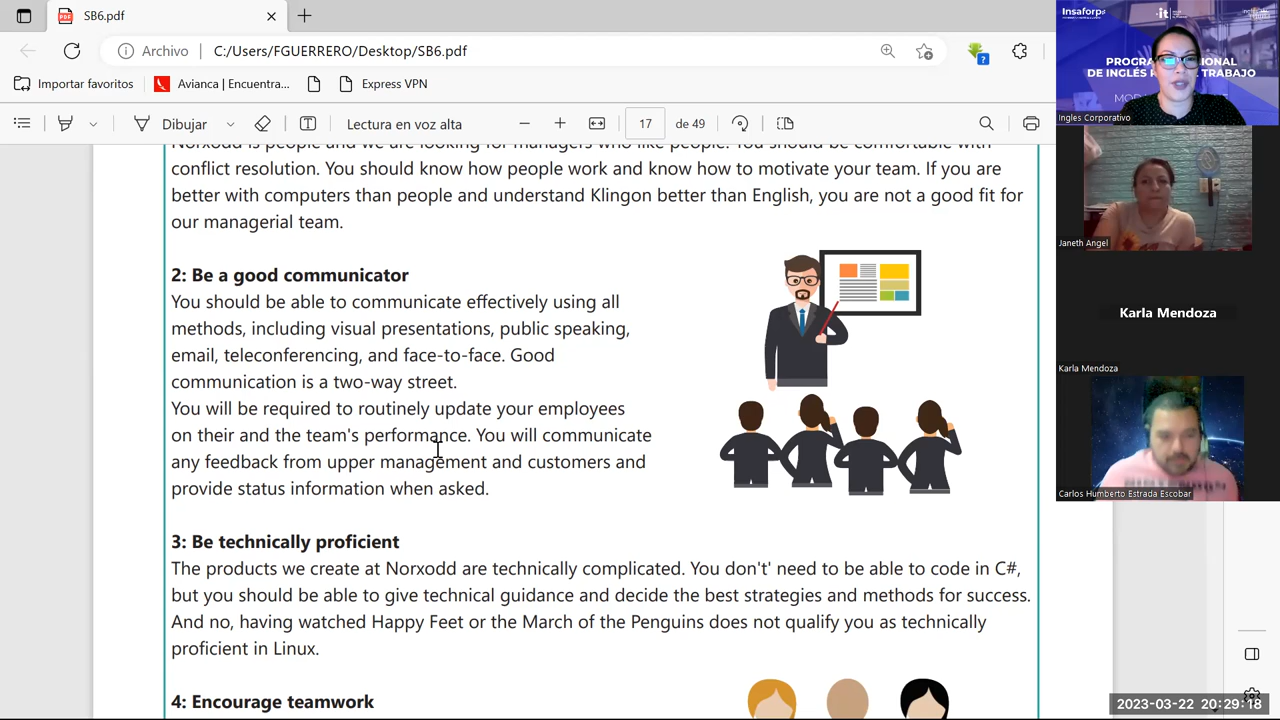 SB6.pdf
Archivo
C:/Users/FGUERRERO/Desktop/SB6.pdf
Importar favoritos
Avianca | Encuentra...
Express VPN
Dibujar
Lectura en voz alta
17
de 49
conflict resolution. You should know how people work and know how to motivate your team. If you are
better with computers than people and understand Klingon better than English, you are not a good fit for
our managerial team.
2: Be a good communicator
You should be able to communicate effectively using all
methods, including visual presentations, public speaking,
email, teleconferencing, and face-to-face. Good
communication is a two-way street.
You will be required to routinely update your employees
on their and the team's performance. You will communicate
any feedback from upper management and customers and
provide status information when asked.
3: Be technically proficient
The products we create at Norxodd are technically complicated. You don't' need to be able to code in C#,
but you should be able to give technical guidance and decide the best strategies and methods for success.
And no, having watched Happy Feet or the March of the Penguins does not qualify you as technically
proficient in Linux.
4: Encourage teamwork
Insaforp
DE INGLÉS
TRABAJO
Ingles Corporativo
Janeth Angel
Karla Mendoza
Karla Mendoza
Carlos Humberto Estrada Escobar
2023-03-22 20:29:18